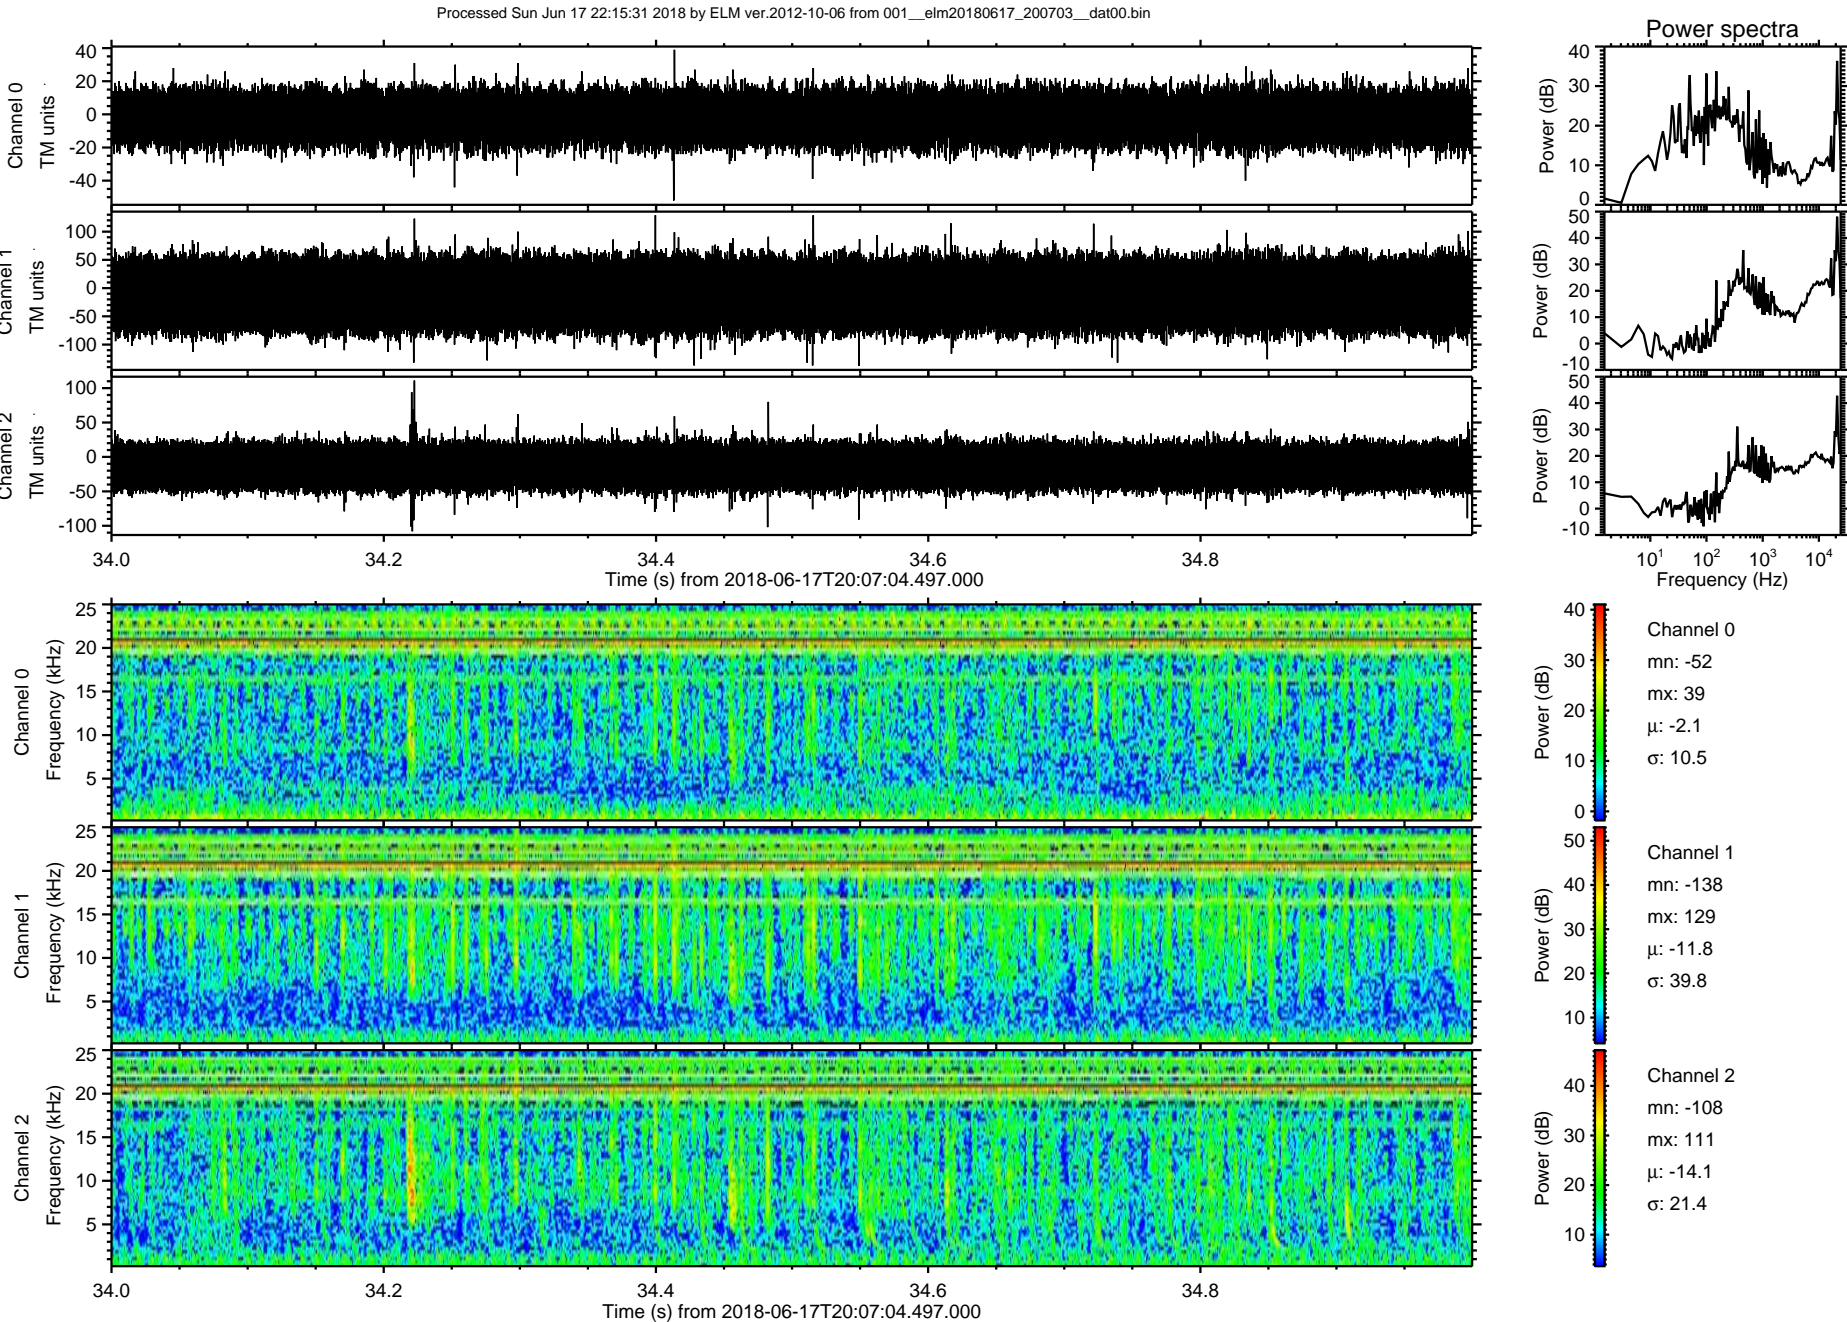 Processed Sun Jun 17 22:15:31 2018 by ELM ver.2012-10-06 from 001__elm20180617_200703__dat00.bin
Power spectra
Channel 0
TM units
40
20
0
-20
-40
Power (dB)
40
30
20
10
0
Channel 1
TM units
100
50
0
-50
-100
Power (dB)
50
40
30
20
10
0
-10
Channel 2
TM units
100
50
0
-50
-100
Power (dB)
50
40
30
20
10
0
-10
34.0 34.2 34.4 34.6 34.8
Time (s) from 2018-06-17T20:07:04.497.000
10¹ 10² 10³ 10⁴
Frequency (Hz)
Channel 0
Frequency (kHz)
25
20
15
10
5
Power (dB)
40
30
20
10
0
Channel 0
mn: -52
mx: 39
μ: -2.1
σ: 10.5
Channel 1
Frequency (kHz)
25
20
15
10
5
Power (dB)
50
40
30
20
10
Channel 1
mn: -138
mx: 129
μ: -11.8
σ: 39.8
Channel 2
Frequency (kHz)
25
20
15
10
5
Power (dB)
40
30
20
10
Channel 2
mn: -108
mx: 111
μ: -14.1
σ: 21.4
34.0 34.2 34.4 34.6 34.8
Time (s) from 2018-06-17T20:07:04.497.000